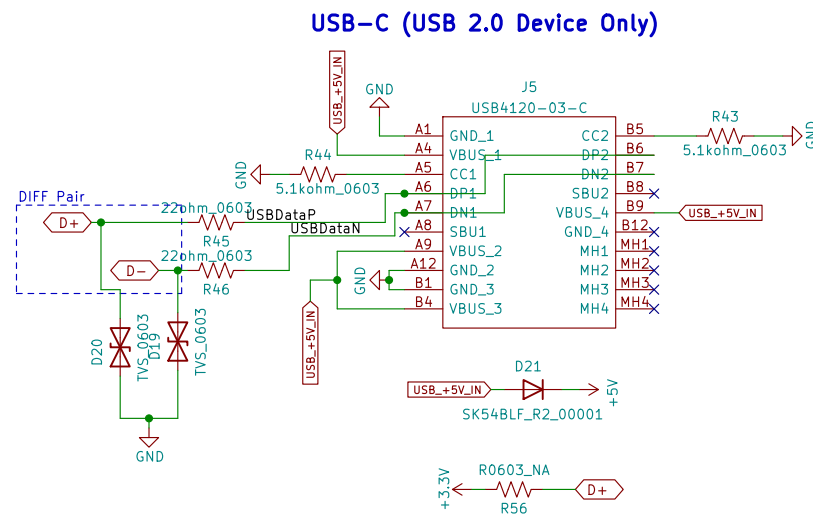 USB-C (USB 2.0 Device Only)
USB_+5V_IN
GND
J5
USB4120-03-C
A1 GND_1 CC2 B5
R43
5.1kohm_0603
GND
A4 VBUS_1 DP2 B6
R44
GND
5.1kohm_0603
A5 CC1 DN2 B7
A6 DP1 SBU2 B8
A7 DN1 VBUS_4 B9
USB_+5V_IN
A8 SBU1 GND_4 B12
A9 VBUS_2 MH1 MH1
A12 GND_2 MH2 MH2
B1 GND_3 MH3 MH3
B4 VBUS_3 MH4 MH4
GND
USB_+5V_IN
DIFF Pair
D+
22ohm_0603
USBDataP
R45
USBDataN
22ohm_0603
D-
R46
D20
TVS_0603
D19
TVS_0603
GND
D21
USB_+5V_IN
+5V
SK54BLF_R2_00001
R0603_NA
+3.3V
D+
R56